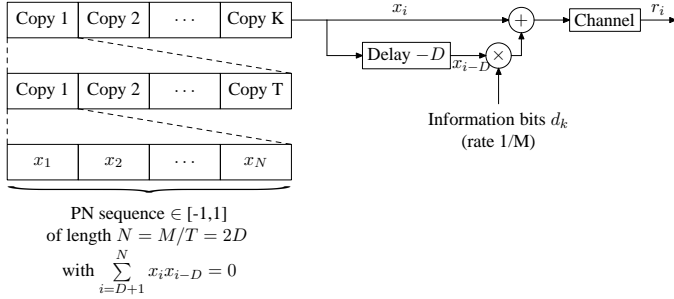 Copy 1 Copy 2 ⋯ Copy K
x_i
Channel
r_i
Delay −D
x_{i−D}
Copy 1 Copy 2 ⋯ Copy T
Information bits d_k
(rate 1/M)
x_1 x_2 ⋯ x_N
PN sequence ∈ [-1,1]
of length N = M/T = 2D
with ∑_{i=D+1}^{N} x_i x_{i−D} = 0